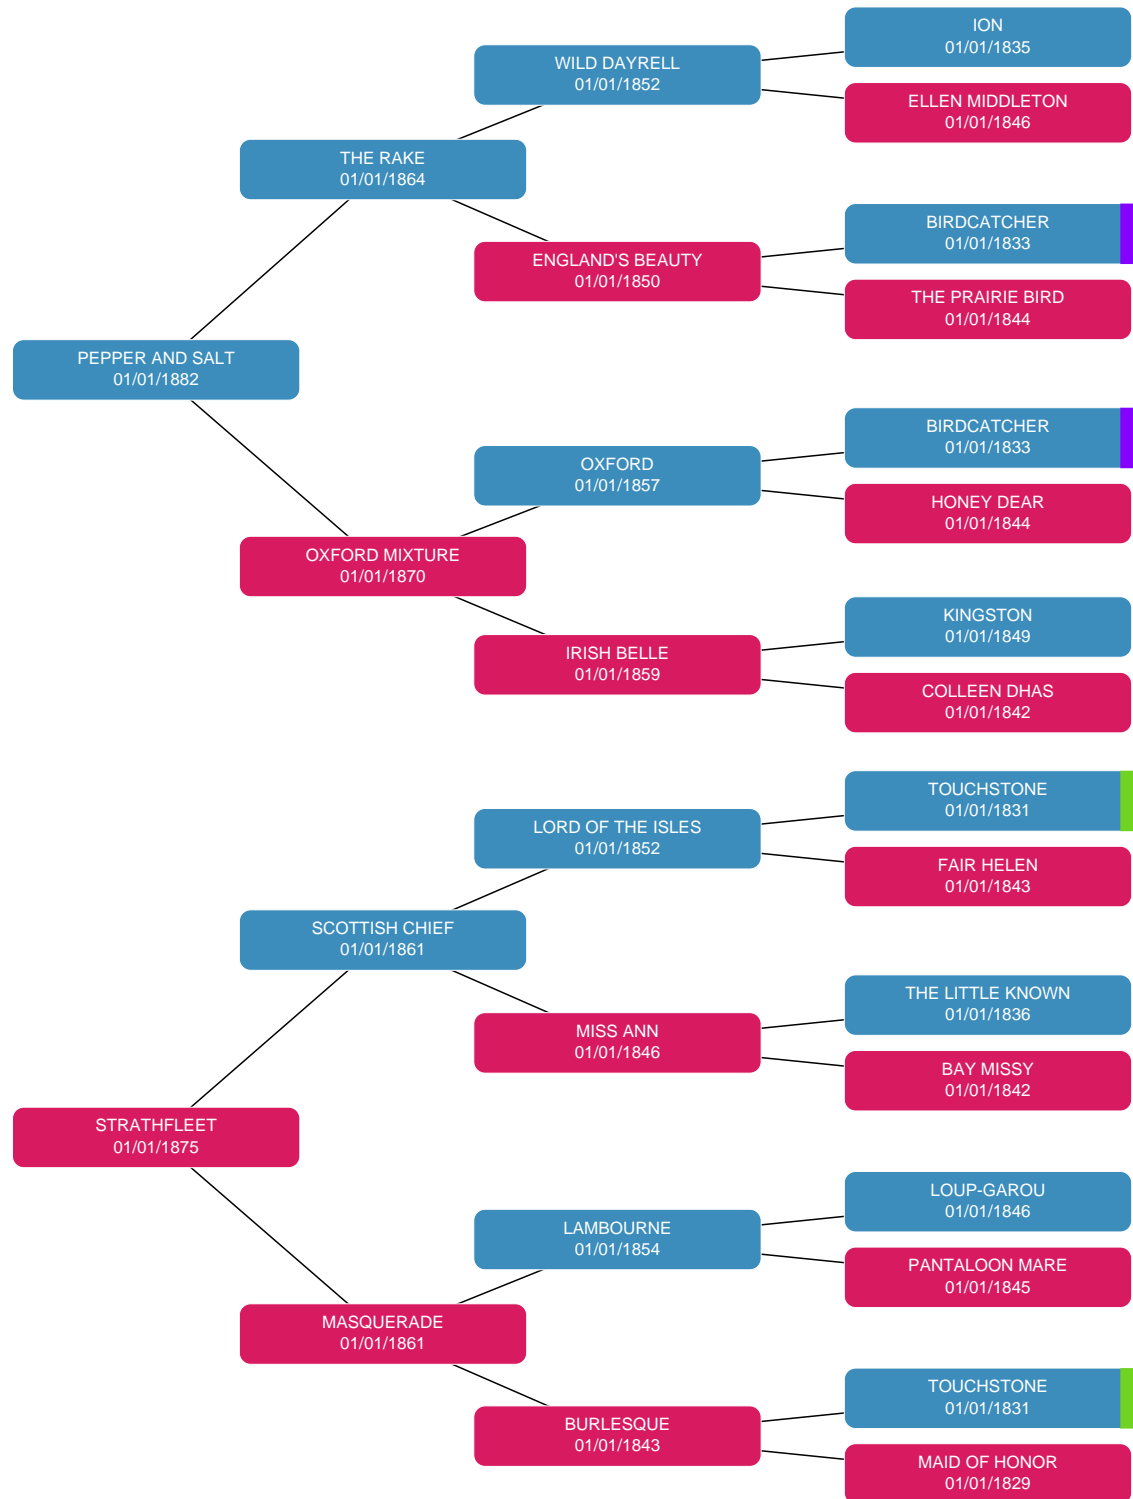 ION
01/01/1835
WILD DAYRELL
01/01/1852
ELLEN MIDDLETON
01/01/1846
THE RAKE
01/01/1864
BIRDCATCHER
01/01/1833
ENGLAND'S BEAUTY
01/01/1850
THE PRAIRIE BIRD
01/01/1844
PEPPER AND SALT
01/01/1882
BIRDCATCHER
01/01/1833
OXFORD
01/01/1857
HONEY DEAR
01/01/1844
OXFORD MIXTURE
01/01/1870
KINGSTON
01/01/1849
IRISH BELLE
01/01/1859
COLLEEN DHAS
01/01/1842
TOUCHSTONE
01/01/1831
LORD OF THE ISLES
01/01/1852
FAIR HELEN
01/01/1843
SCOTTISH CHIEF
01/01/1861
THE LITTLE KNOWN
01/01/1836
MISS ANN
01/01/1846
BAY MISSY
01/01/1842
STRATHFLEET
01/01/1875
LOUP-GAROU
01/01/1846
LAMBOURNE
01/01/1854
PANTALOON MARE
01/01/1845
MASQUERADE
01/01/1861
TOUCHSTONE
01/01/1831
BURLESQUE
01/01/1843
MAID OF HONOR
01/01/1829